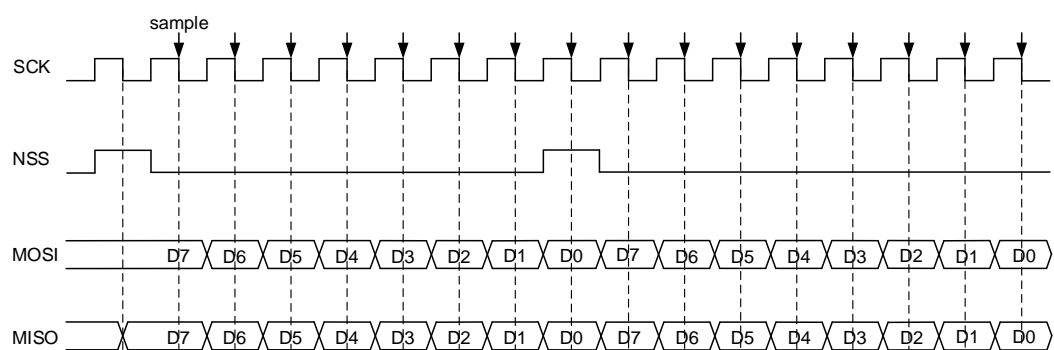 sample
SCK
NSS
MOSI D7 D6 D5 D4 D3 D2 D1 D0 D7 D6 D5 D4 D3 D2 D1 D0
MISO D7 D6 D5 D4 D3 D2 D1 D0 D7 D6 D5 D4 D3 D2 D1 D0